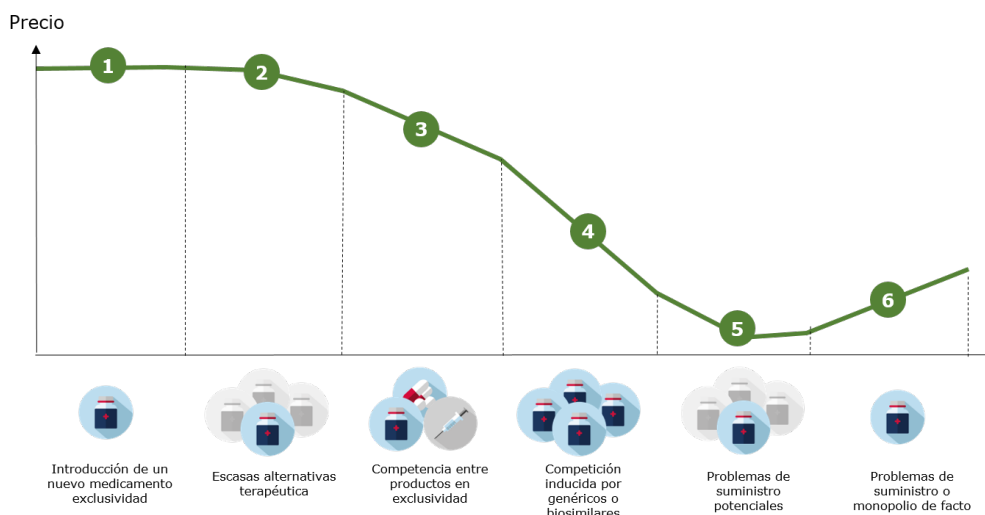 Precio
1
2
3
4
5
6
Introducción de un
nuevo medicamento
exclusividad
Escasas alternativas
terapéutica
Competencia entre
productos en
exclusividad
Competición
inducida por
genéricos o
biosimilares
Problemas de
suministro
potenciales
Problemas de
suministro o
monopolio de facto